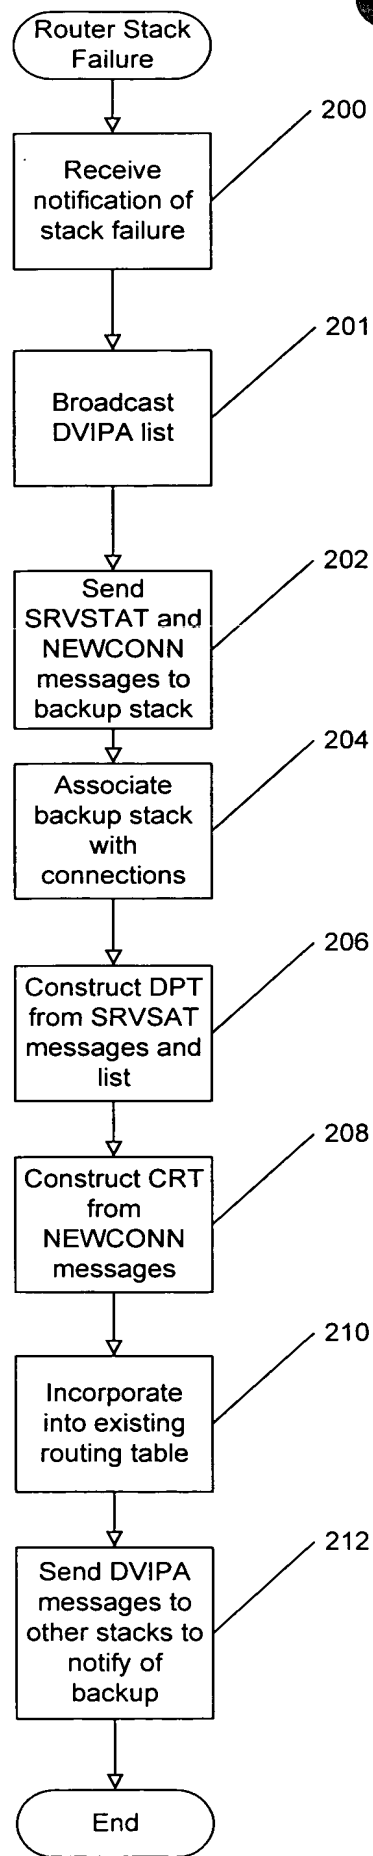 Router Stack
Failure
200
Receive
notification of
stack failure
201
Broadcast
DVIPA list
202
Send
SRVSTAT and
NEWCONN
messages to
backup stack
204
Associate
backup stack
with
connections
206
Construct DPT
from SRVSAT
messages and
list
208
Construct CRT
from
NEWCONN
messages
210
Incorporate
into existing
routing table
212
Send DVIPA
messages to
other stacks to
notify of
backup
End